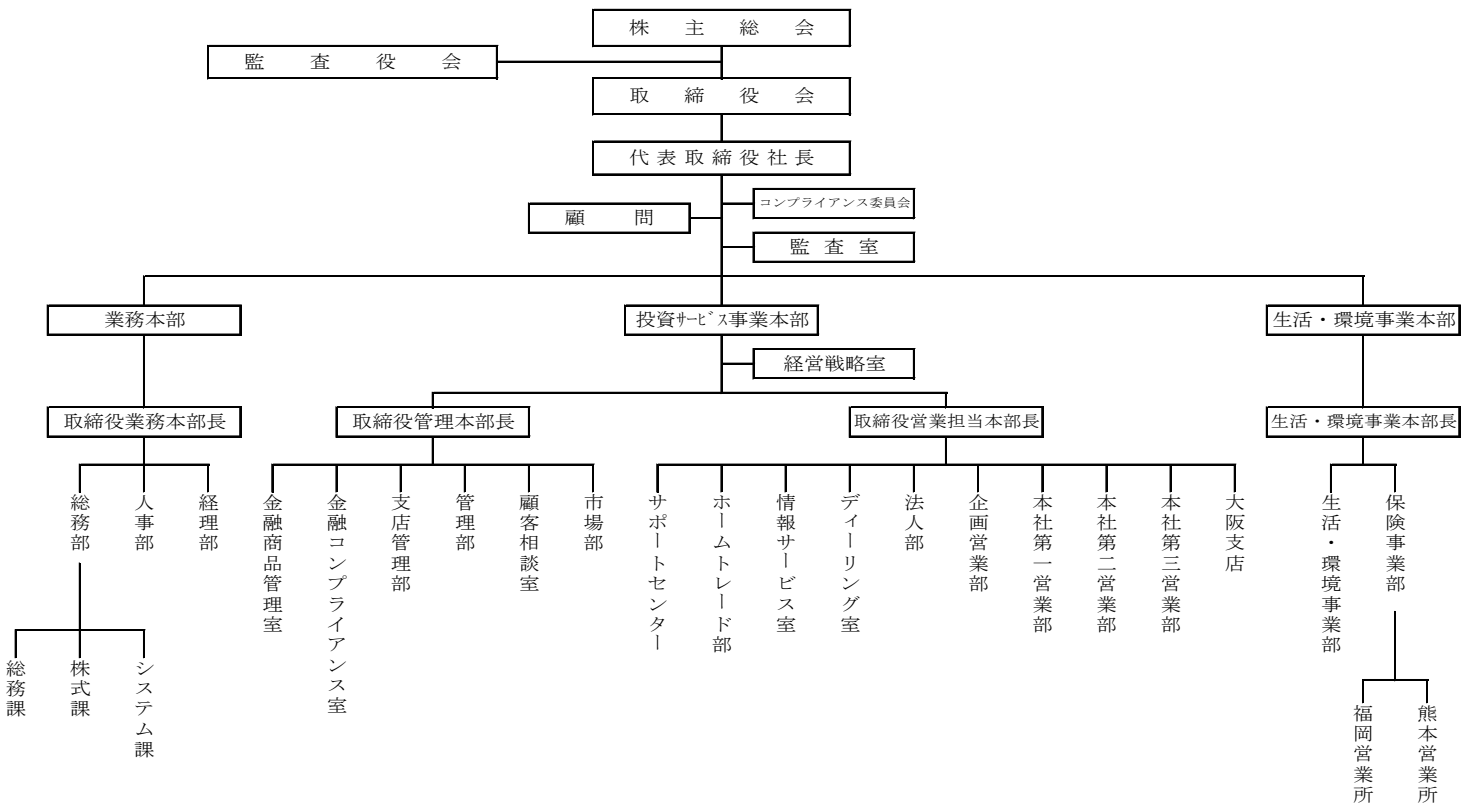 株主総会
監査役会
取締役会
代表取締役社長
コンプライアンス委員会
顧問
監査室
業務本部
投資ｻｰﾋﾞｽ事業本部
生活・環境事業本部
経営戦略室
取締役業務本部長
取締役管理本部長
取締役営業担当本部長
生活・環境事業本部長
総務部
人事部
経理部
金融商品管理室
金融コンプライアンス室
支店管理部
管理部
顧客相談室
市場部
サポートセンター
ホームトレード部
情報サービス室
ディーリング室
法人部
企画営業部
本社第一営業部
本社第二営業部
本社第三営業部
大阪支店
生活・環境事業部
保険事業部
総務課
株式課
システム課
福岡営業所
熊本営業所